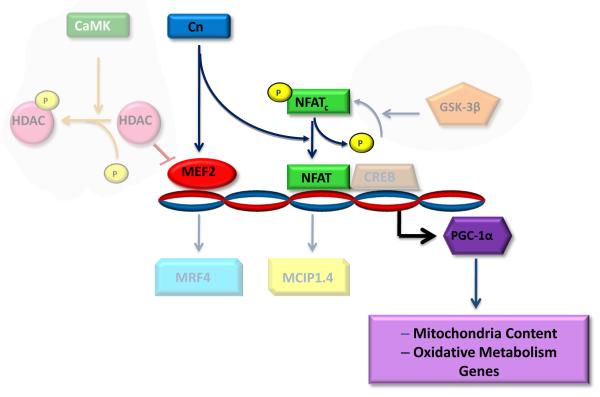 CaMK
Cn
P
HDAC
HDAC
P
P
NFATc
P
GSK-3β
MEF2
NFAT
CREB
MRF4
MCIP1.4
PGC-1α
– Mitochondria Content
– Oxidative Metabolism
Genes